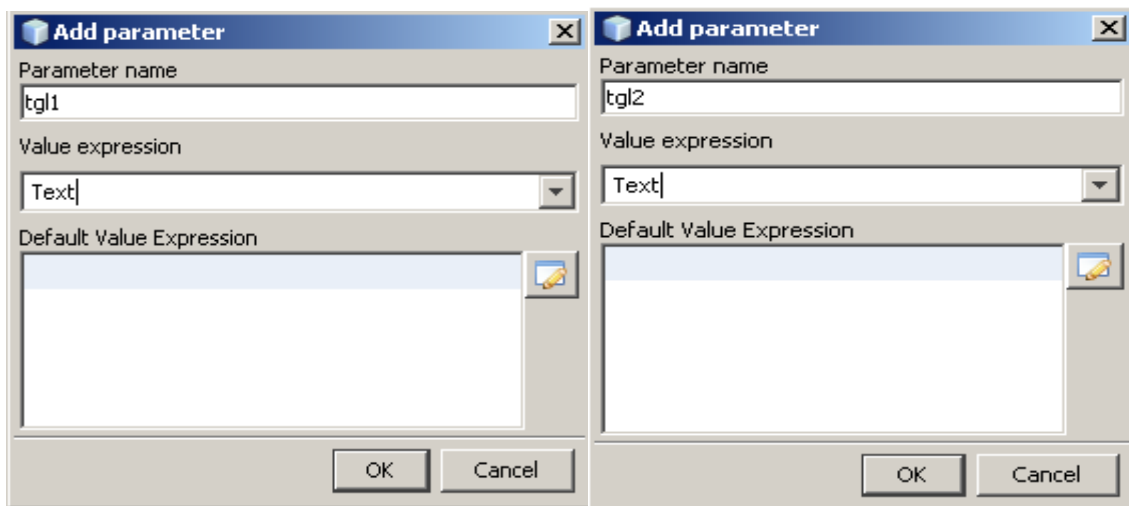 Add parameter
Parameter name
tgl1
Value expression
Text
Default Value Expression
OK Cancel
Add parameter
Parameter name
tgl2
Value expression
Text
Default Value Expression
OK Cancel